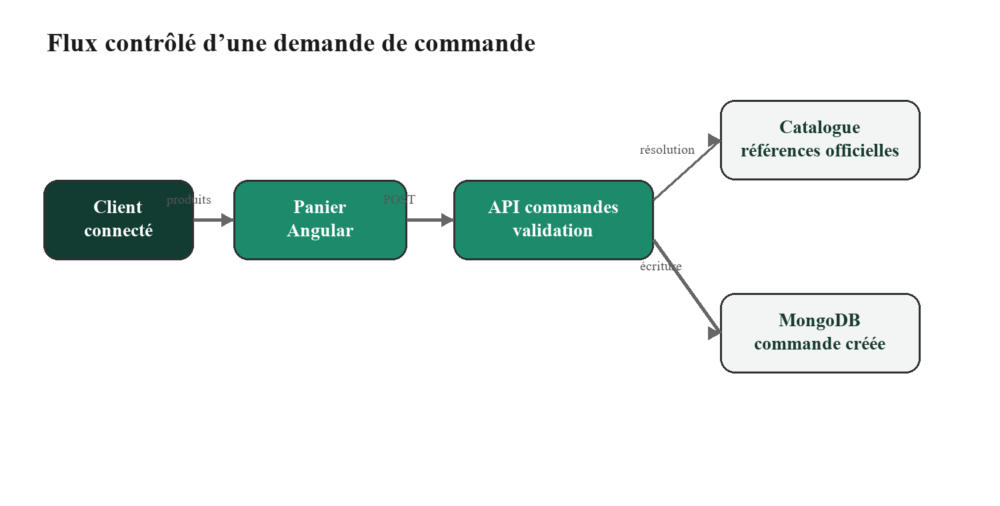 Flux contrôlé d’une demande de commande
Client
connecté
produits
Panier
Angular
POST
API commandes
validation
résolution
Catalogue
références officielles
écriture
MongoDB
commande créée